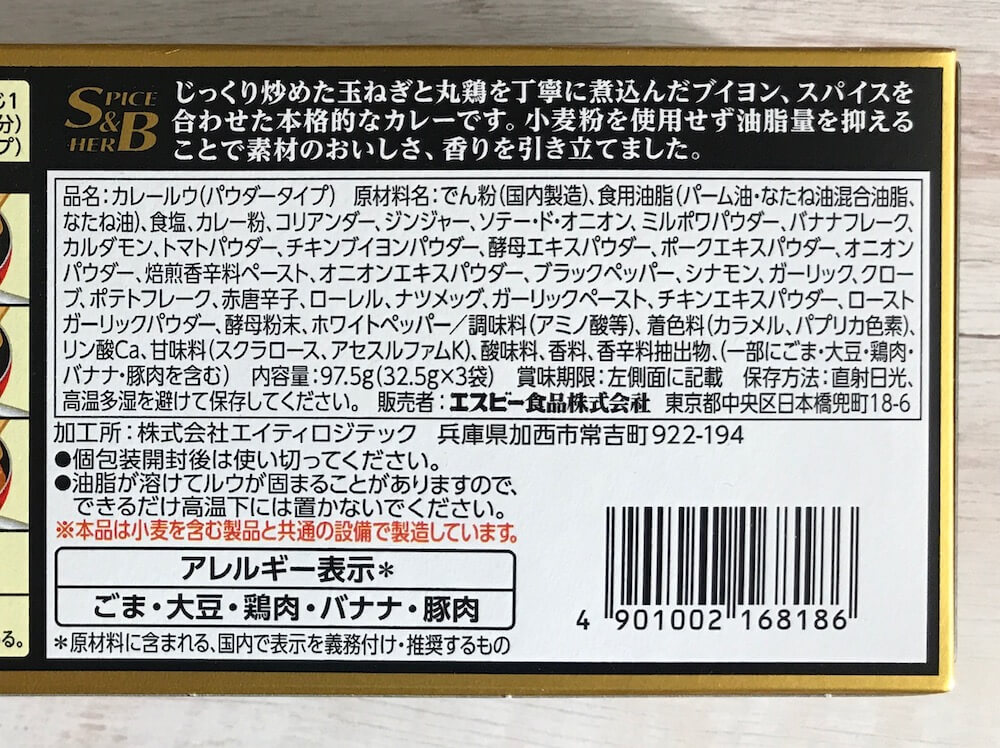 じ1
分)
プ)
SPICE
&
HERB
じっくり炒めた玉ねぎと丸鶏を丁寧に煮込んだブイヨン、スパイスを
合わせた本格的なカレーです。小麦粉を使用せず油脂量を抑える
ことで素材のおいしさ、香りを引き立てました。
品名:カレールウ(パウダータイプ) 原材料名:でん粉(国内製造)、食用油脂(パーム油・なたね油混合油脂、
なたね油)、食塩、カレー粉、コリアンダー、ジンジャー、ソテー・ド・オニオン、ミルポワパウダー、バナナフレーク、
カルダモン、トマトパウダー、チキンブイヨンパウダー、酵母エキスパウダー、ポークエキスパウダー、オニオン
パウダー、焙煎香辛料ペースト、オニオンエキスパウダー、ブラックペッパー、シナモン、ガーリック、クロー
ブ、ポテトフレーク、赤唐辛子、ローレル、ナツメッグ、ガーリックペースト、チキンエキスパウダー、ロースト
ガーリックパウダー、酵母粉末、ホワイトペッパー/調味料(アミノ酸等)、着色料(カラメル、パプリカ色素)、
リン酸Ca、甘味料(スクラロース、アセスルファムK)、酸味料、香料、香辛料抽出物、(一部にごま・大豆・鶏肉・
バナナ・豚肉を含む) 内容量:97.5g(32.5g×3袋) 賞味期限:左側面に記載 保存方法:直射日光、
高温多湿を避けて保存してください。 販売者:エスビー食品株式会社 東京都中央区日本橋兜町18-6
加工所:株式会社エイティロジテック 兵庫県加西市常吉町922-194
●個包装開封後は使い切ってください。
●油脂が溶けてルウが固まることがありますので、
できるだけ高温下には置かないでください。
※本品は小麦を含む製品と共通の設備で製造しています。
アレルギー表示*
ごま・大豆・鶏肉・バナナ・豚肉
*原材料に含まれる、国内で表示を義務付け・推奨するもの
る。
4 901002 168186